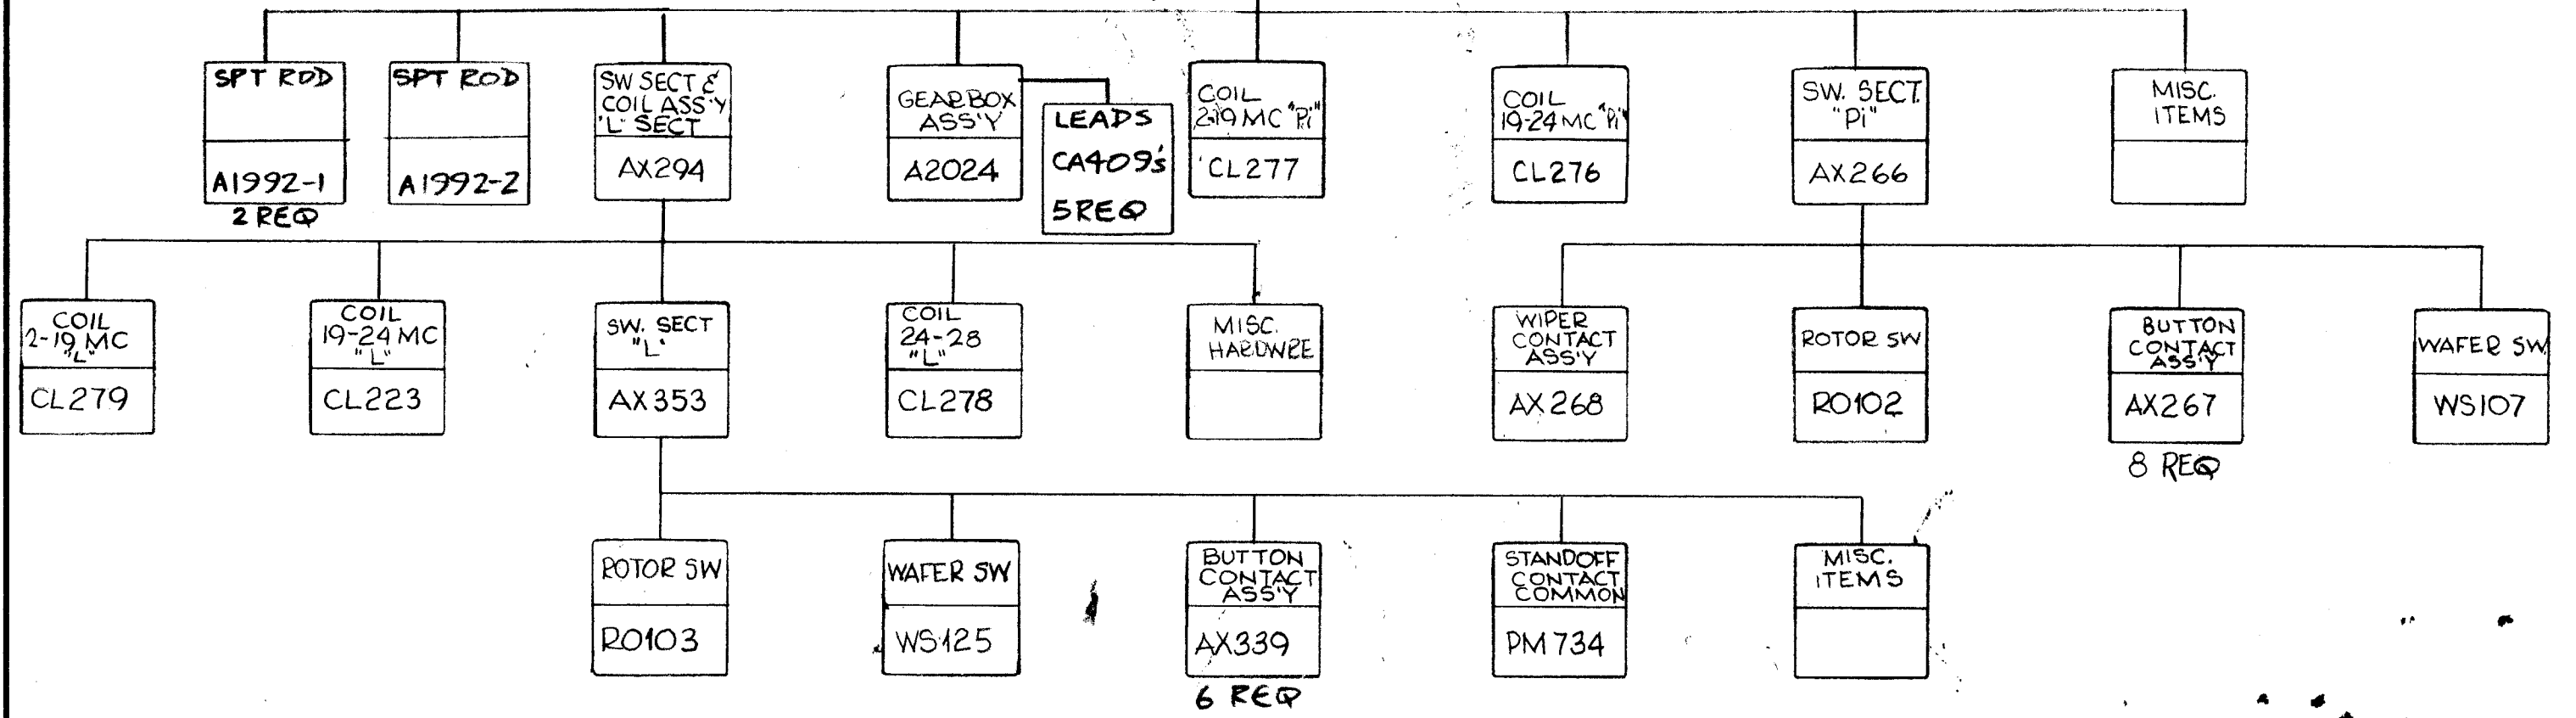 SPT ROD
A1992-1
2 REQ
SPT ROD
A1992-2
SW SECT &
COIL ASS'Y
"L" SECT
AX294
GEARBOX
ASS'Y
A2024
LEADS
CA409's
5 REQ
COIL
2-19 MC "Pi"
CL277
COIL
19-24 MC "Pi"
CL276
SW. SECT.
"Pi"
AX266
MISC.
ITEMS
COIL
2-19 MC
"L"
CL279
COIL
19-24 MC
"L"
CL223
SW. SECT
"L"
AX353
COIL
24-28
"L"
CL278
MISC.
HARDWRE
WIPER
CONTACT
ASS'Y
AX268
ROTOR SW
RO102
BUTTON
CONTACT
ASS'Y
AX267
8 REQ
WAFER SW
WS107
ROTOR SW
RO103
WAFER SW
WS125
BUTTON
CONTACT
ASS'Y
AX339
6 REQ
STANDOFF
CONTACT
COMMON
PM734
MISC.
ITEMS